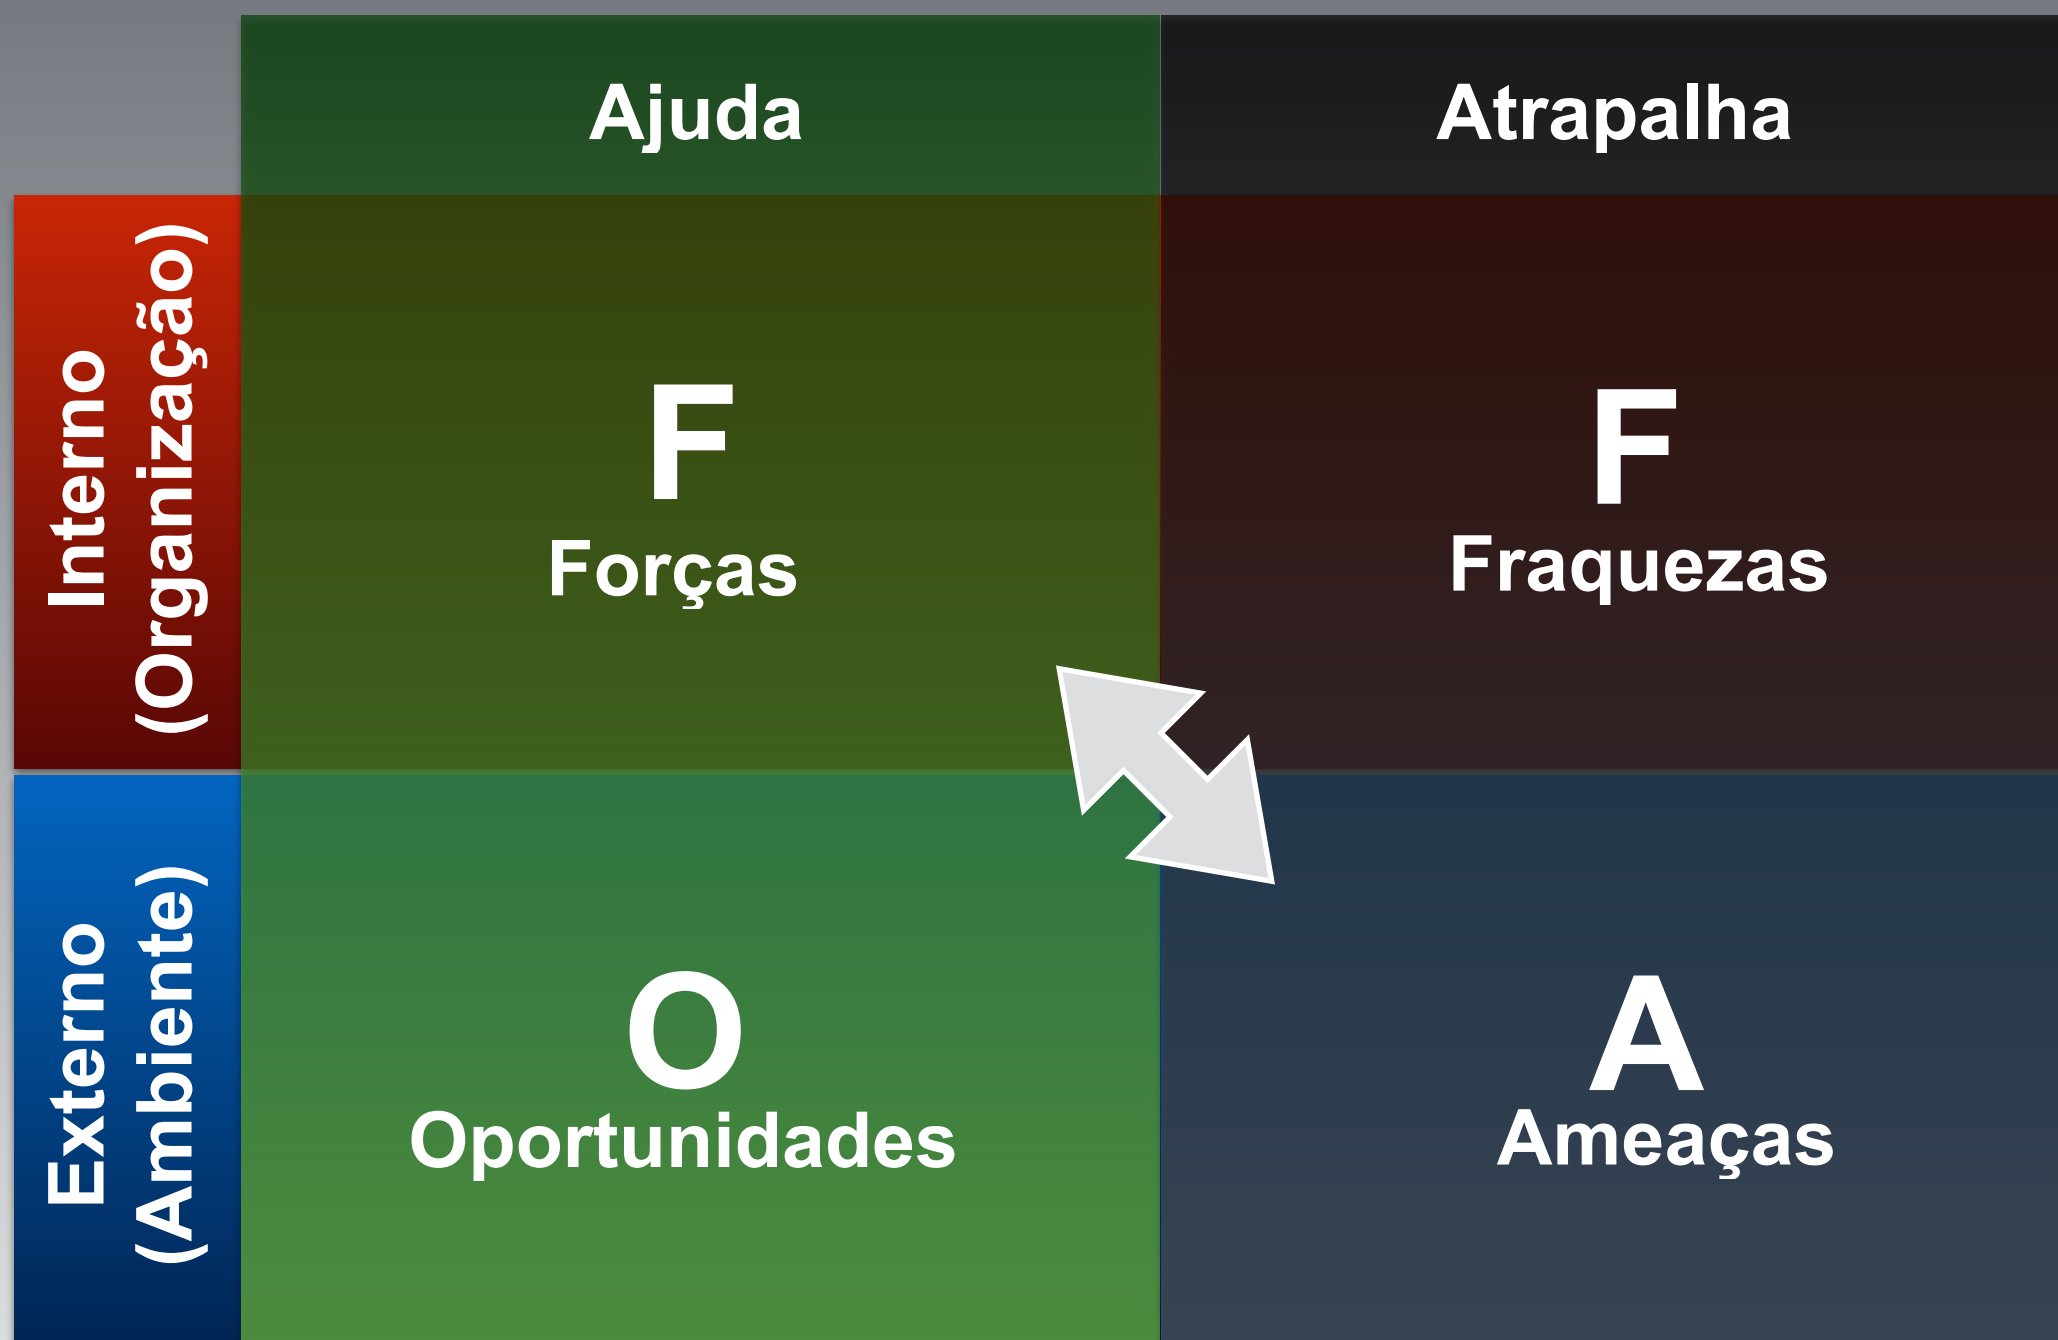 Ajuda
Atrapalha
Interno
(Organização)
F
Forças
F
Fraquezas
Externo
(Ambiente)
O
Oportunidades
A
Ameaças